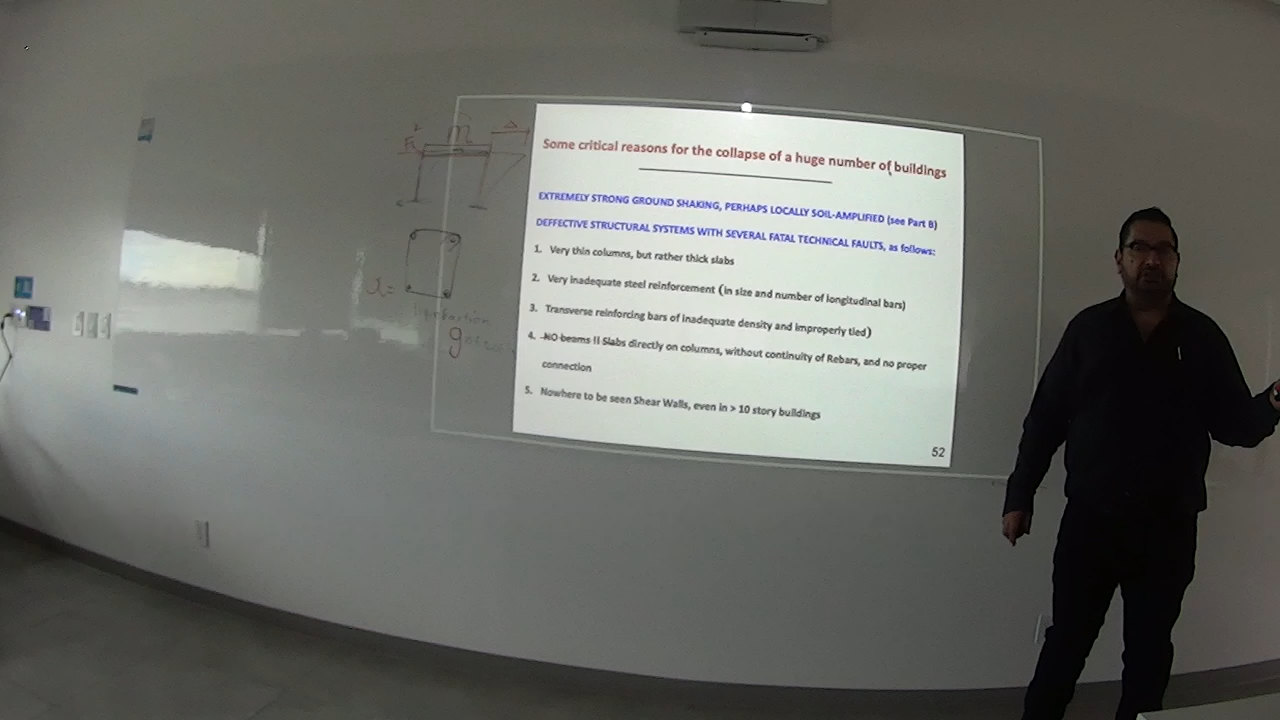 Some critical reasons for the collapse of a huge number of buildings
EXTREMELY STRONG GROUND SHAKING, PERHAPS LOCALLY SOIL-AMPLIFIED (see Part B)
DEFFECTIVE STRUCTURAL SYSTEMS WITH SEVERAL FATAL TECHNICAL FAULTS, as follows:
1. Very thin columns, but rather thick slabs
2. Very inadequate steel reinforcement (in size and number of longitudinal bars)
3. Transverse reinforcing bars of inadequate density and improperly tied)
4. NO beams !! Slabs directly on columns, without continuity of Rebars, and no proper
connection
5. Nowhere to be seen Shear Walls, even in > 10 story buildings
52
m
Δ
g